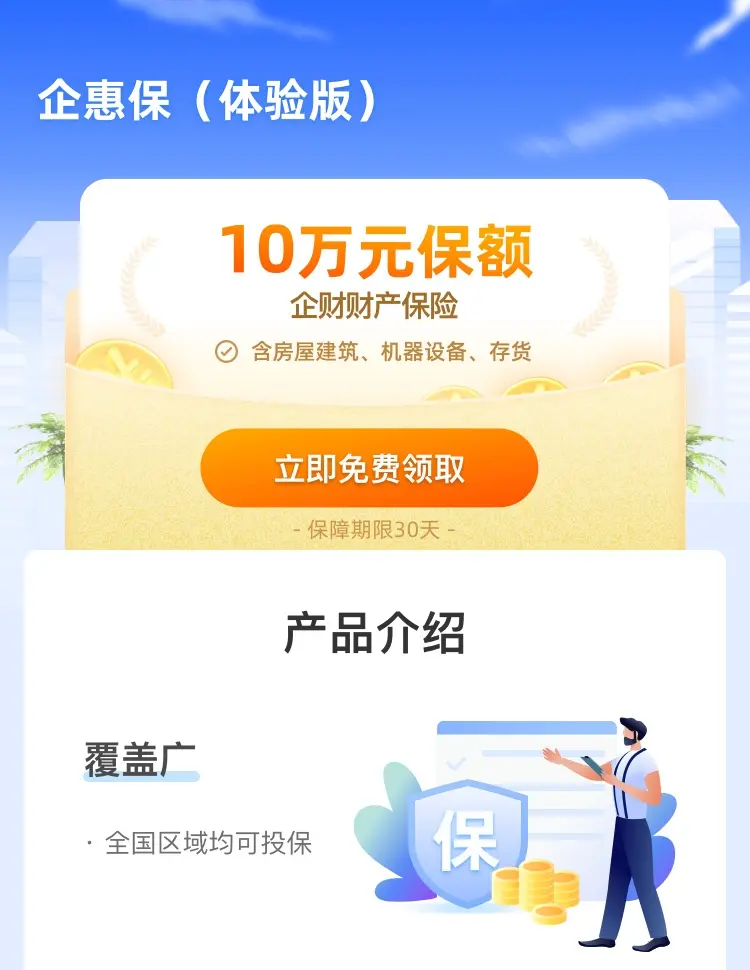 企惠保（体验版）
10万元保额
企财财产保险
含房屋建筑、机器设备、存货
立即免费领取
- 保障期限30天 -
产品介绍
覆盖广
· 全国区域均可投保
保